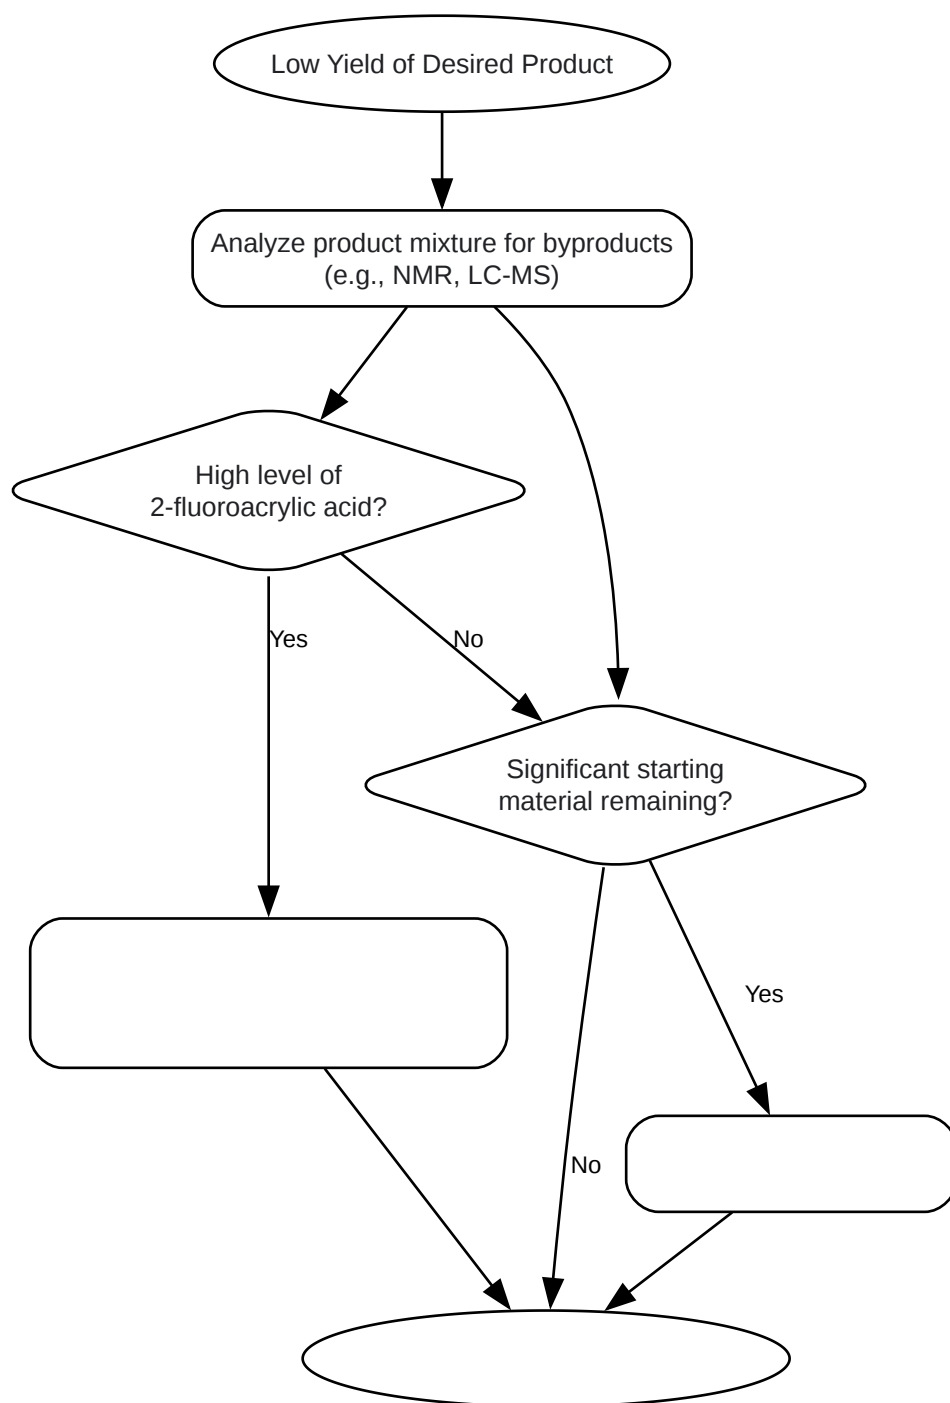 Low Yield of Desired Product
Analyze product mixture for byproducts
(e.g., NMR, LC-MS)
High level of
2-fluoroacrylic acid?
Yes
No
Significant starting
material remaining?
Yes
No